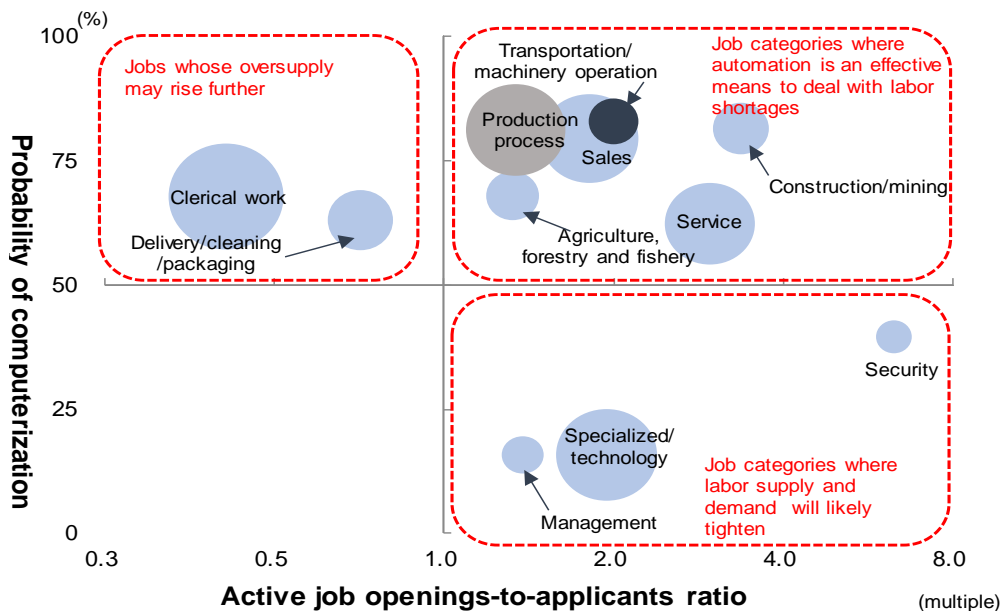 (%)
100
75
50
25
0
Probability of computerization
Jobs whose oversupply
may rise further
Transportation/
machinery operation
Job categories where
automation is an effective
means to deal with labor
shortages
Production
process
Sales
Construction/mining
Clerical work
Delivery/cleaning
/packaging
Agriculture,
forestry and fishery
Service
Security
Specialized/
technology
Management
Job categories where
labor supply and
demand will likely
tighten
0.3
0.5
1.0
2.0
4.0
8.0
Active job openings-to-applicants ratio
(multiple)